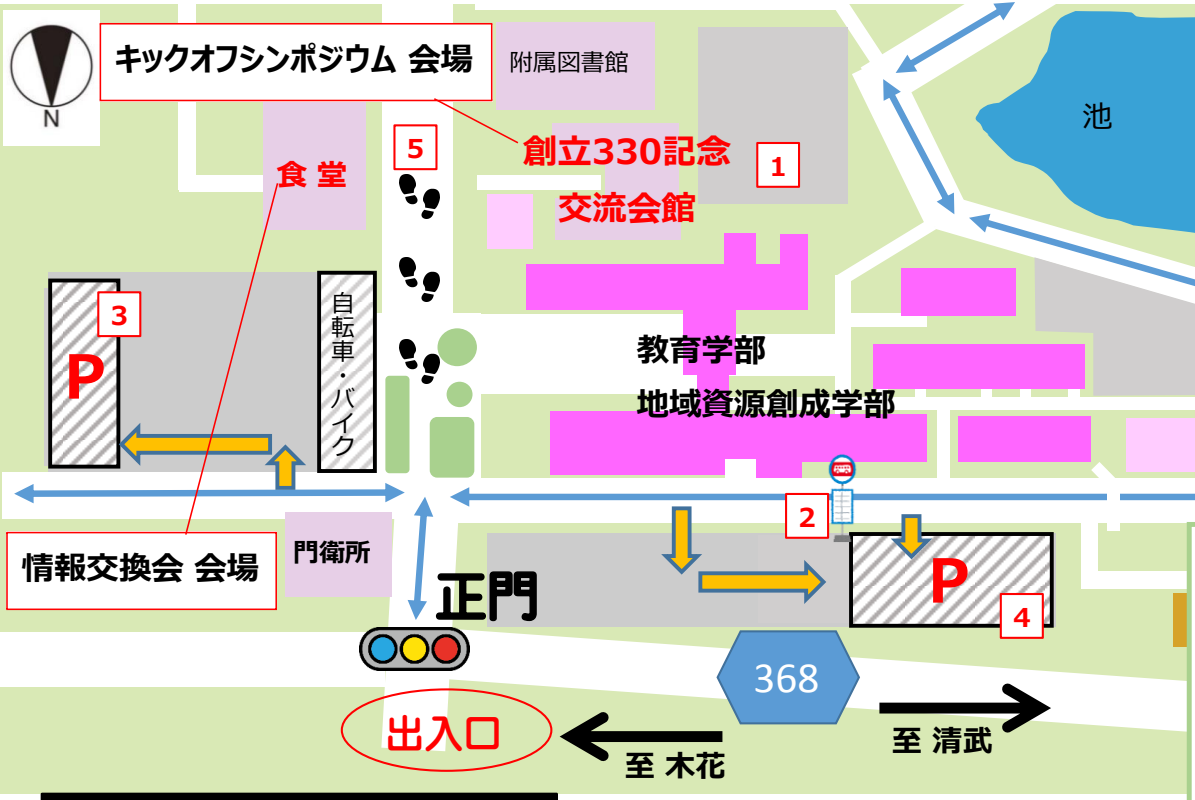 N
キックオフシンポジウム 会場
附属図書館
池
5
創立330記念
交流会館
1
食 堂
3
P
自転車・バイク
教育学部
地域資源創成学部
2
情報交換会 会場
門衛所
正門
P
4
368
出入口
至 木花
至 清武